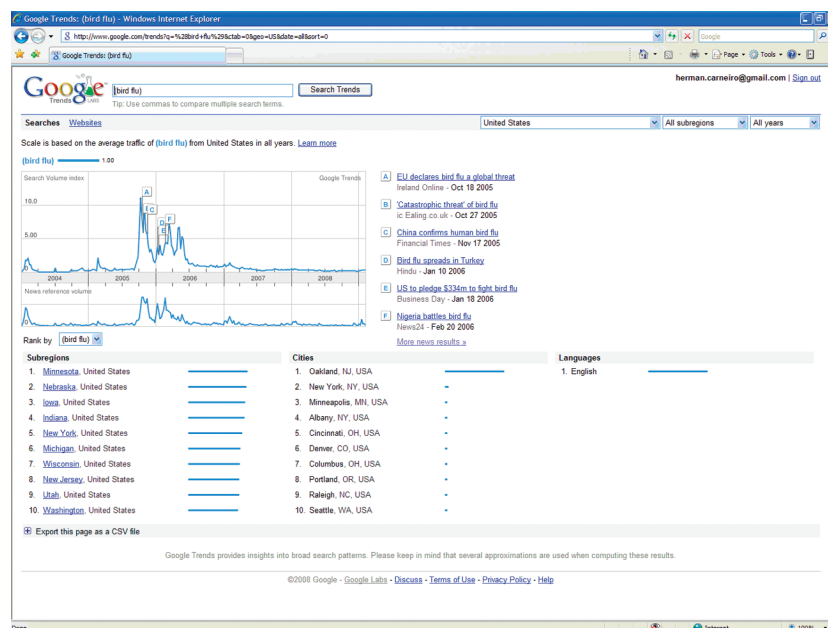 Google Trends: (bird flu) - Windows Internet Explorer
http://www.google.com/trends?q=%28bird+flu%29&ctab=0&geo=US&date=all&sort=0
Google
Google Trends: (bird flu)
Page
Tools
herman.carneiro@gmail.com | Sign out
Google
Trends LABS
(bird flu)
Search Trends
Tip: Use commas to compare multiple search terms.
Searches Websites
United States
All subregions
All years
Scale is based on the average traffic of (bird flu) from United States in all years. Learn more
(bird flu) 1.00
Search Volume index
Google Trends
10.0
5.00
0
A
B C
D
E
F
2004 2005 2006 2007 2008
News reference volume
0
A EU declares bird flu a global threat
Ireland Online - Oct 18 2005
B 'Catastrophic threat' of bird flu
ic Ealing.co.uk - Oct 27 2005
C China confirms human bird flu
Financial Times - Nov 17 2005
D Bird flu spreads in Turkey
Hindu - Jan 10 2006
E US to pledge $334m to fight bird flu
Business Day - Jan 18 2006
F Nigeria battles bird flu
News24 - Feb 20 2006
More news results »
Rank by (bird flu)
Subregions
1. Minnesota, United States
2. Nebraska, United States
3. Iowa, United States
4. Indiana, United States
5. New York, United States
6. Michigan, United States
7. Wisconsin, United States
8. New Jersey, United States
9. Utah, United States
10. Washington, United States
Cities
1. Oakland, NJ, USA
2. New York, NY, USA
3. Minneapolis, MN, USA
4. Albany, NY, USA
5. Cincinnati, OH, USA
6. Denver, CO, USA
7. Columbus, OH, USA
8. Portland, OR, USA
9. Raleigh, NC, USA
10. Seattle, WA, USA
Languages
1. English
Export this page as a CSV file
Google Trends provides insights into broad search patterns. Please keep in mind that several approximations are used when computing these results.
©2008 Google - Google Labs - Discuss - Terms of Use - Privacy Policy - Help
Done
Internet
100%